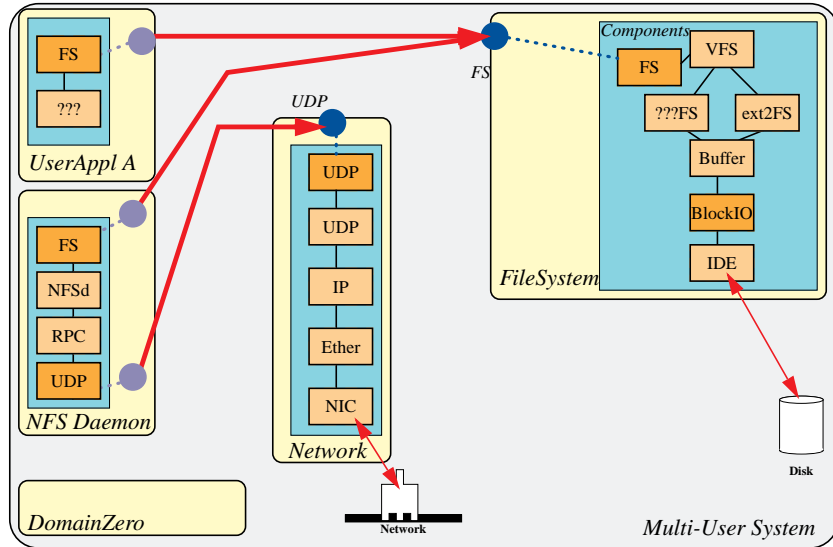 FS
???
UserAppl A
FS
NFSd
RPC
UDP
NFS Daemon
DomainZero
UDP
UDP
UDP
IP
Ether
NIC
Network
Network
FS
Components
FS
VFS
???FS
ext2FS
Buffer
BlockIO
IDE
FileSystem
Disk
Multi-User System